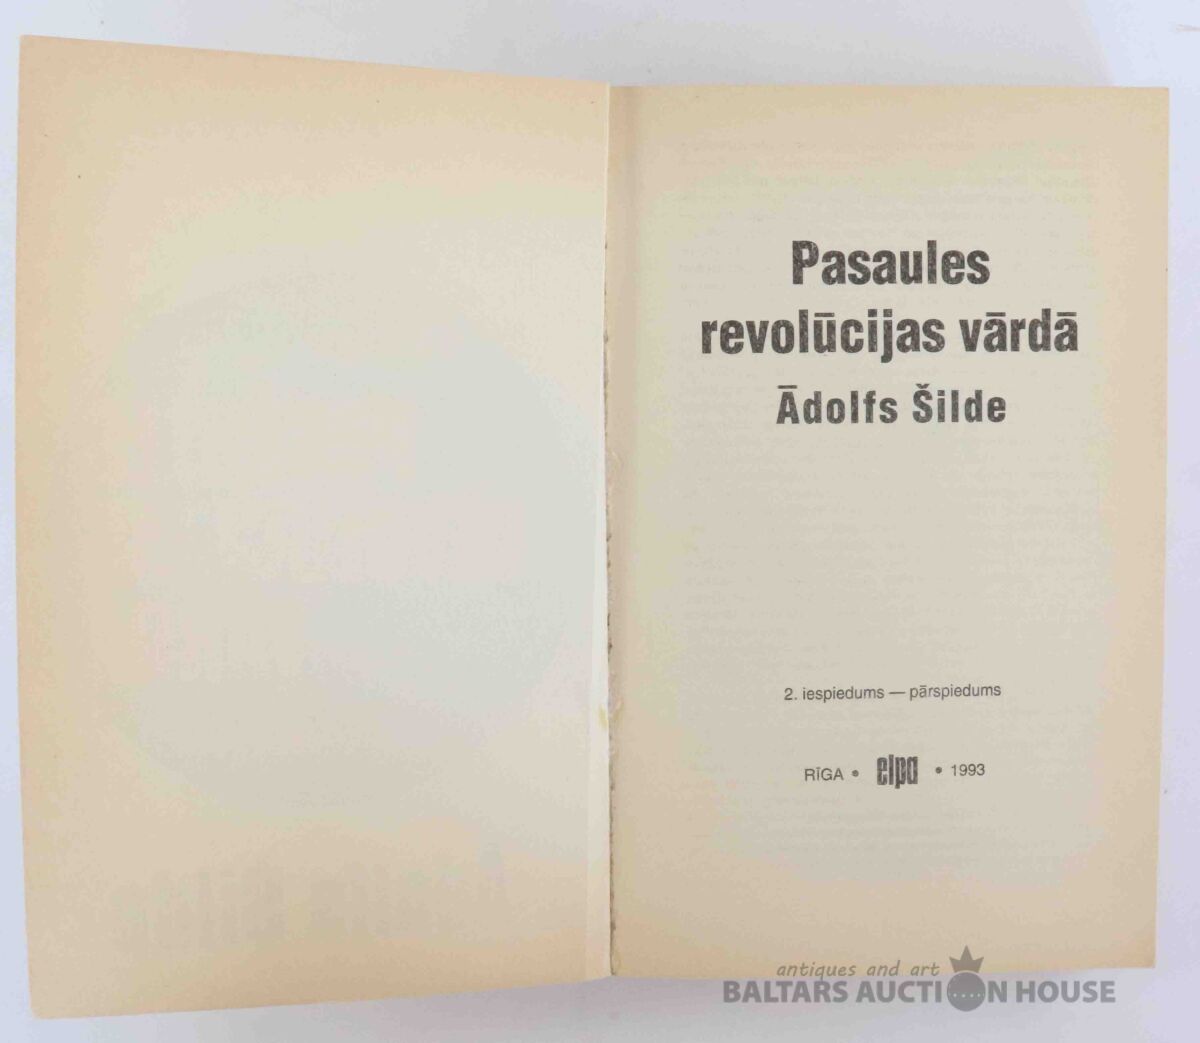 Pasaules
revolūcijas vārdā
Ādolfs Šilde
2. iespiedums — pārspiedums
RĪGA • elpa • 1993
antiques and art
BALTARS AUCTION HOUSE